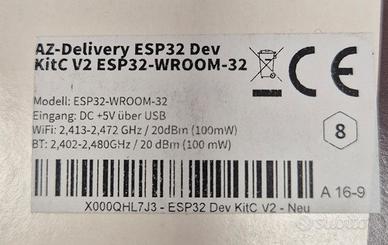 AZ-Delivery ESP32 Dev
KitC V2 ESP32-WROOM-32
Modell: ESP32-WROOM-32
Eingang: DC +5V über USB
WiFi: 2,413-2,472 GHz / 20dBm (100mW)
BT: 2,402-2,480GHz / 20 dBm (100 mW)
CE
8
X000QHL7J3 - ESP32 Dev KitC V2 - Neu
A 16-9
subito